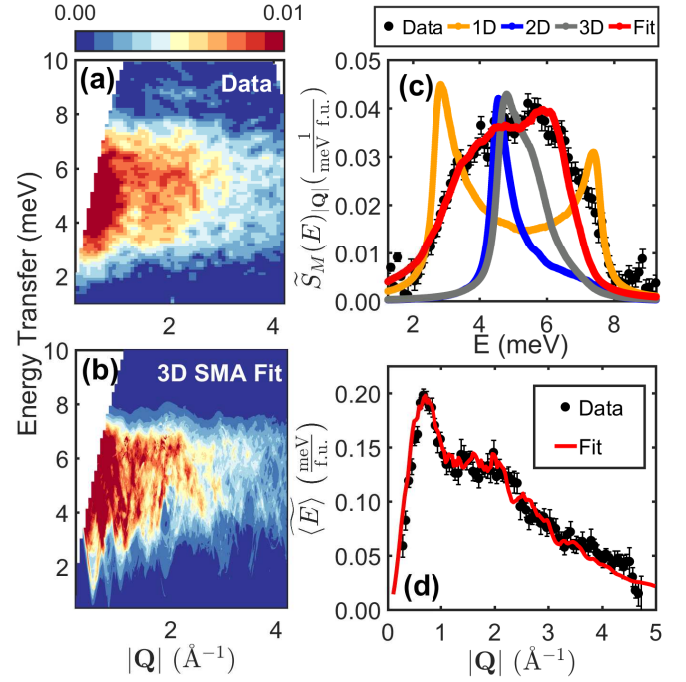 0.00 0.01
Data 1D 2D 3D Fit
(a) Data
10
8
6
4
2
2 4
Energy Transfer (meV)
(b) 3D SMA Fit
10
8
6
4
2
2 4
|Q| (Å⁻¹)
(c)
0.05
0.04
0.03
0.02
0.01
0.00
2 4 6 8
E (meV)
S̃_M(E)_|Q| (1/meV f.u.)
Data
Fit
(d)
0.20
0.15
0.10
0.05
0.00
0 1 2 3 4 5
|Q| (Å⁻¹)
⟨E⟩~ (meV/f.u.)